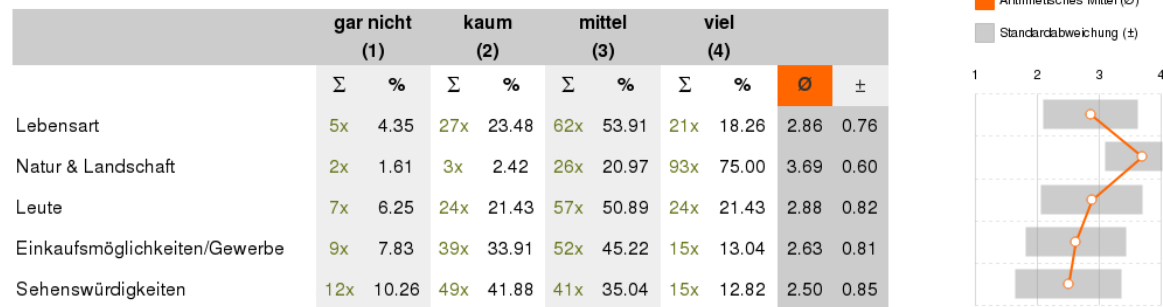 Arithmetisches Mittel (Ø)
Standardabweichung (±)
gar nicht kaum mittel viel
(1) (2) (3) (4)
Σ % Σ % Σ % Σ % Ø ±
1 2 3 4
Lebensart 5x 4.35 27x 23.48 62x 53.91 21x 18.26 2.86 0.76
Natur & Landschaft 2x 1.61 3x 2.42 26x 20.97 93x 75.00 3.69 0.60
Leute 7x 6.25 24x 21.43 57x 50.89 24x 21.43 2.88 0.82
Einkaufsmöglichkeiten/Gewerbe 9x 7.83 39x 33.91 52x 45.22 15x 13.04 2.63 0.81
Sehenswürdigkeiten 12x 10.26 49x 41.88 41x 35.04 15x 12.82 2.50 0.85